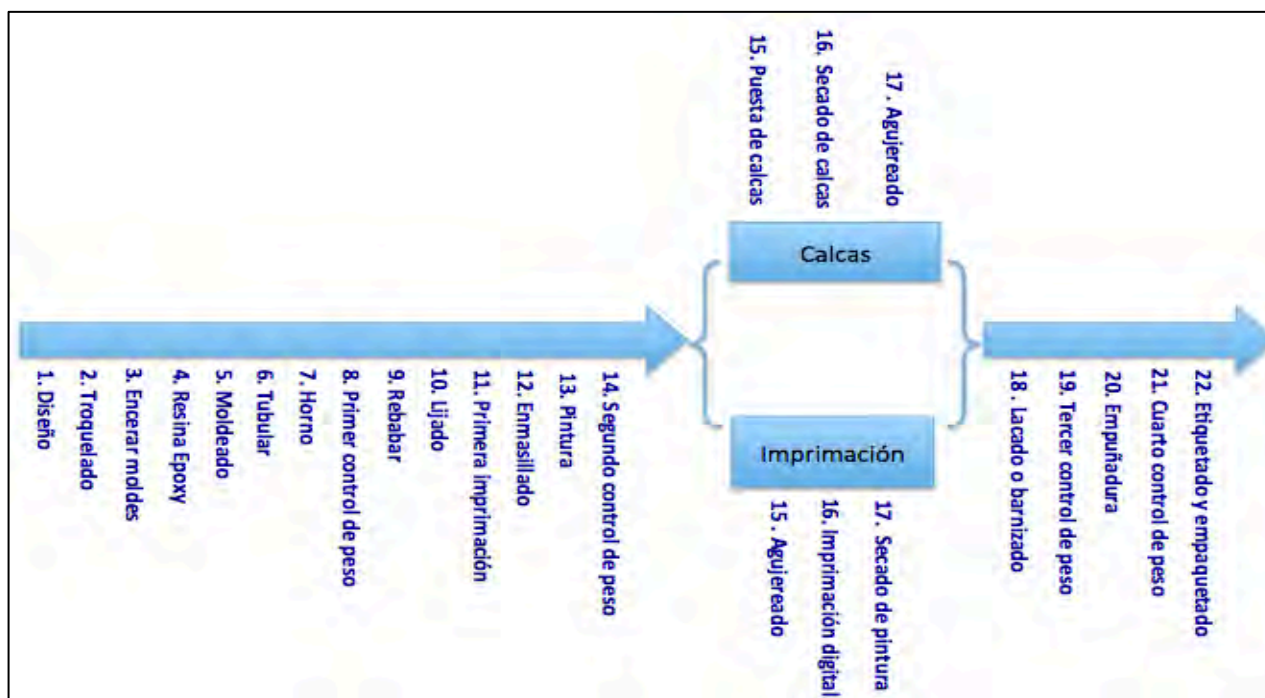 1. Diseño
2. Troquelado
3. Encerar moldes
4. Resina Epoxy
5. Moldeado
6. Tubular
7. Horno
8. Primer control de peso
9. Rebabar
10. Lijado
11. Primera Imprimación
12. Enmasillado
13. Pintura
14. Segundo control de peso
15. Puesta de calcas
16. Secado de calcas
17 . Agujereado
Calcas
Imprimación
15 . Agujereado
16. Imprimación digital
17. Secado de pintura
18 . Lacado o barnizado
19. Tercer control de peso
20. Empuñadura
21. Cuarto control de peso
22. Etiquetado y empaquetado